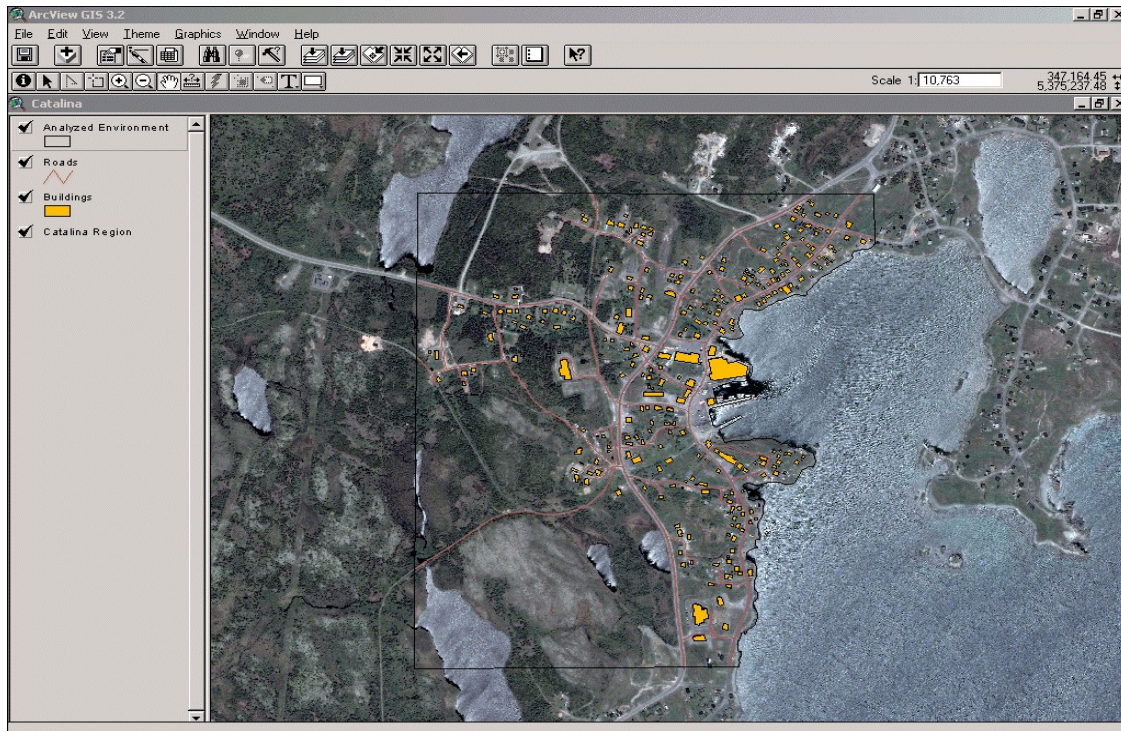 ArcView GIS 3.2
File Edit View Theme Graphics Window Help
Scale 1: 10,763
347,164.45
5,375,237.48
Catalina
Analyzed Environment
Roads
Buildings
Catalina Region